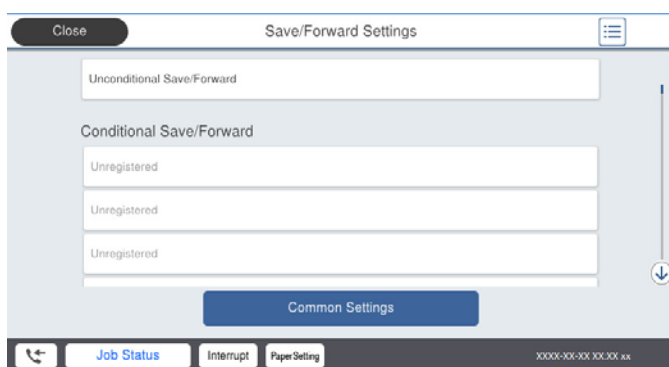 Close
Save/Forward Settings
Unconditional Save/Forward
Conditional Save/Forward
Unregistered
Unregistered
Unregistered
Common Settings
Job Status
Interrupt
Paper Setting
XXXX-XX-XX XX:XX xx